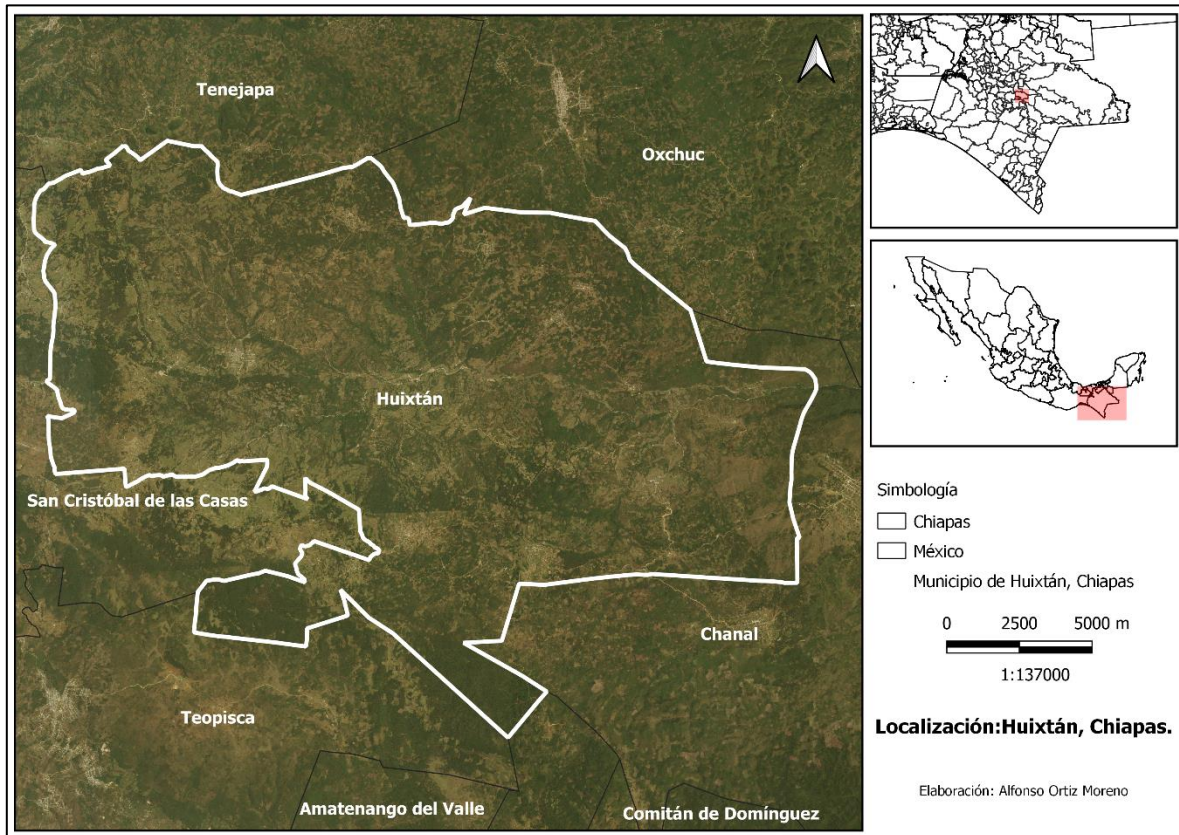 Tenejapa
Oxchuc
Huixtán
San Cristóbal de las Casas
Chanal
Teopisca
Amatenango del Valle
Comitán de Domínguez
Simbología
Chiapas
México
Municipio de Huixtán, Chiapas
0 2500 5000 m
1:137000
Localización:Huixtán, Chiapas.
Elaboración: Alfonso Ortiz Moreno